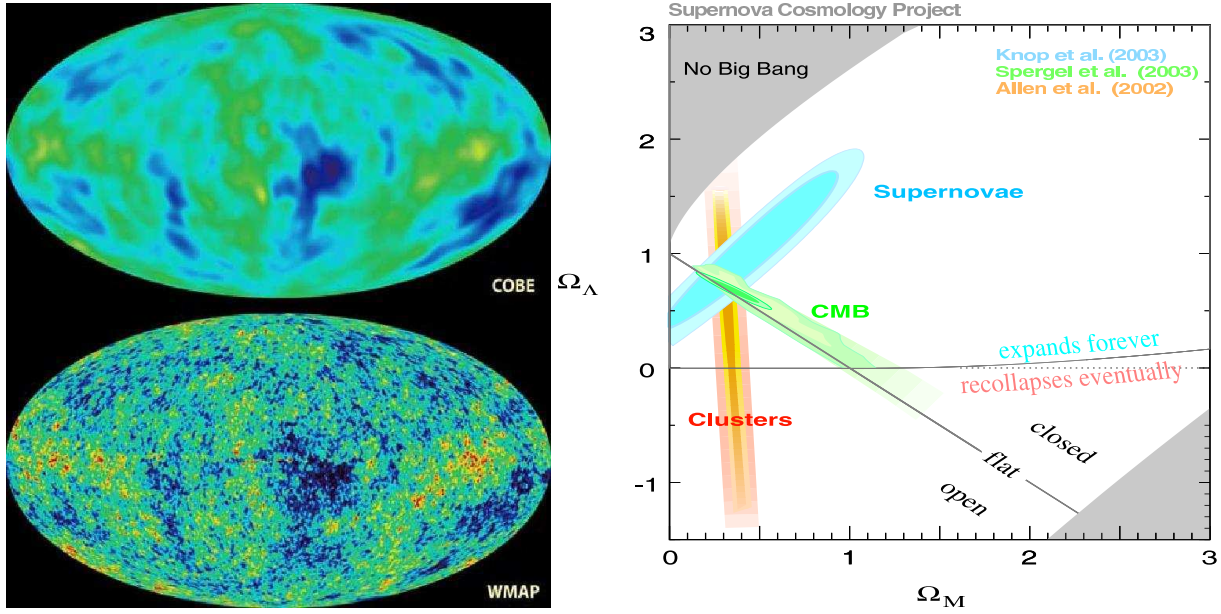 COBE
WMAP
Supernova Cosmology Project
3
No Big Bang
Knop et al. (2003)
Spergel et al. (2003)
Allen et al. (2002)
2
Supernovae
1
Ω_Λ
CMB
expands forever
0
recollapses eventually
Clusters
closed
flat
-1
open
0
1
2
3
Ω_M